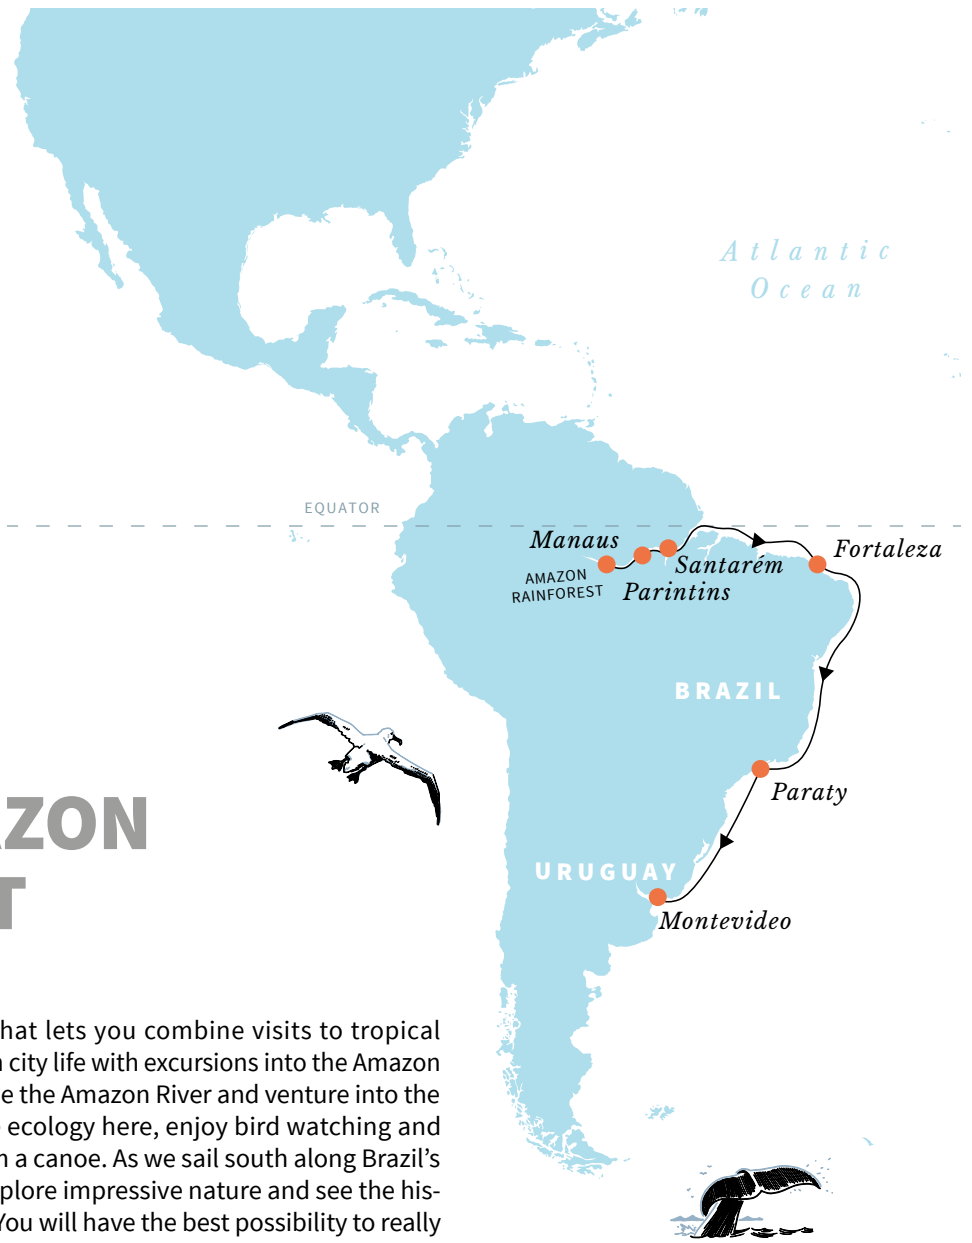 Atlantic
Ocean
EQUATOR
Manaus
Fortaleza
Santarém
AMAZON
RAINFOREST
Parintins
BRAZIL
Paraty
URUGUAY
Montevideo
ZON
T
hat lets you combine visits to tropical
city life with excursions into the Amazon
e the Amazon River and venture into the
ecology here, enjoy bird watching and
a canoe. As we sail south along Brazil’s
plore impressive nature and see the his-
You will have the best possibility to really